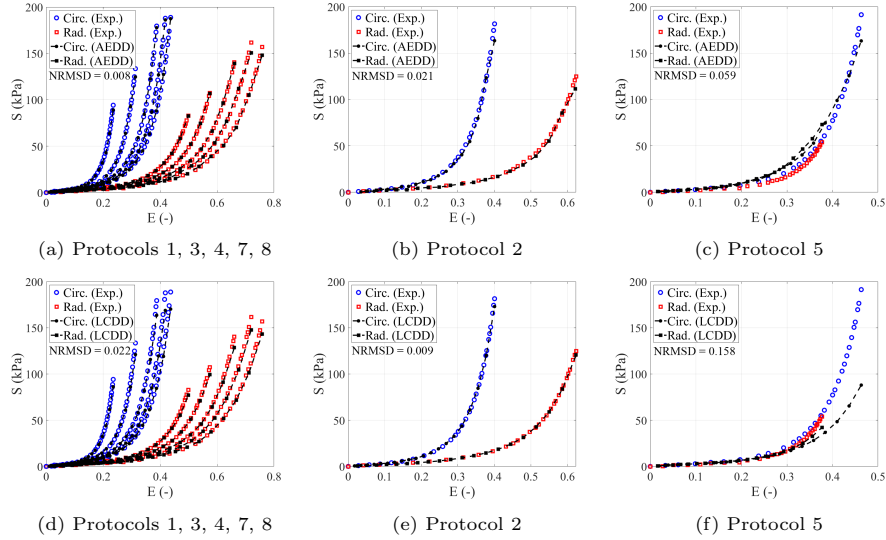 200
150
100
50
0
S (kPa)
Circ. (Exp.)
Rad. (Exp.)
Circ. (AEDD)
Rad. (AEDD)
NRMSD = 0.008
0 0.2 0.4 0.6 0.8
E (-)
(a) Protocols 1, 3, 4, 7, 8
200
150
100
50
0
S (kPa)
Circ. (Exp.)
Rad. (Exp.)
Circ. (AEDD)
Rad. (AEDD)
NRMSD = 0.021
0 0.1 0.2 0.3 0.4 0.5 0.6
E (-)
(b) Protocol 2
200
150
100
50
0
S (kPa)
Circ. (Exp.)
Rad. (Exp.)
Circ. (AEDD)
Rad. (AEDD)
NRMSD = 0.059
0 0.1 0.2 0.3 0.4 0.5
E (-)
(c) Protocol 5
200
150
100
50
0
S (kPa)
Circ. (Exp.)
Rad. (Exp.)
Circ. (LCDD)
Rad. (LCDD)
NRMSD = 0.022
0 0.2 0.4 0.6 0.8
E (-)
(d) Protocols 1, 3, 4, 7, 8
200
150
100
50
0
S (kPa)
Circ. (Exp.)
Rad. (Exp.)
Circ. (LCDD)
Rad. (LCDD)
NRMSD = 0.009
0 0.1 0.2 0.3 0.4 0.5 0.6
E (-)
(e) Protocol 2
200
150
100
50
0
S (kPa)
Circ. (Exp.)
Rad. (Exp.)
Circ. (LCDD)
Rad. (LCDD)
NRMSD = 0.158
0 0.1 0.2 0.3 0.4 0.5
E (-)
(f) Protocol 5